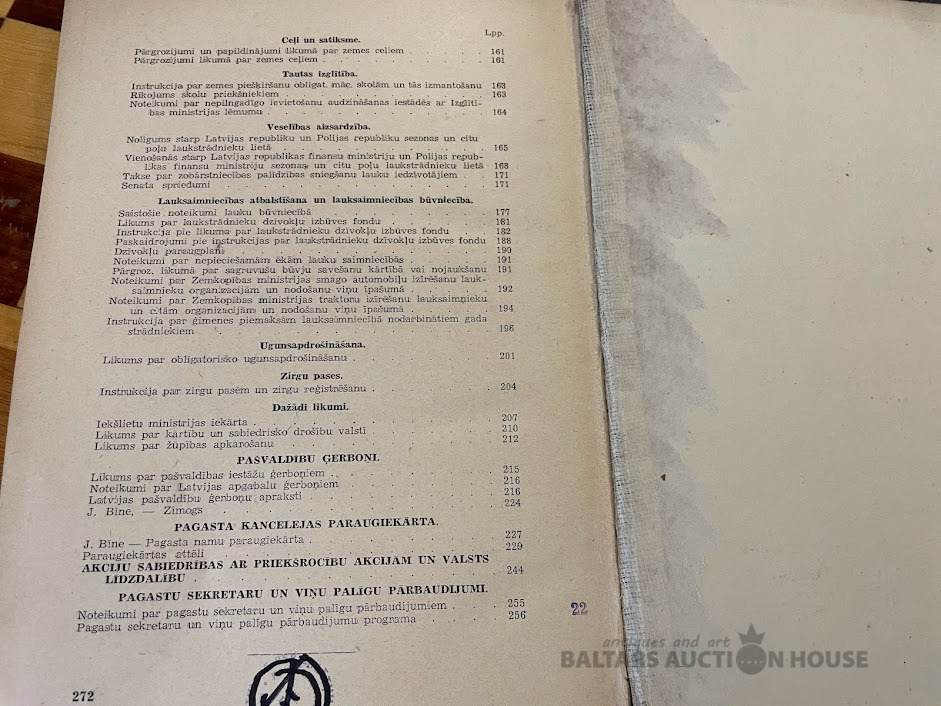 Lpp.
Ceļi un satiksme.
Pārgrozījumi un papildinājumi likumā par zemes ceļiem . . . . . 161
Pārgrozījumi likumā par zemes ceļiem . . . . . 161
Tautas izglītība.
Instrukcija par zemes piešķiršanu obligat. māc. skolām un tās izmantošanu 163
Rīkojums skolu priekšniekiem . . . . . 163
Noteikumi par nepilngadīgo ievietošanu audzināšanas iestādēs ar Izglītī-
bas ministrijas lēmumu . . . . . 164
Veselības aizsardzība.
Nolīgums starp Latvijas republiku un Polijas republiku sezonas un citu
poļu laukstrādnieku lietā . . . . . 165
Vienošanās starp Latvijas republikas finansu ministriju un Polijas repub-
likas finansu ministriju sezonas un citu poļu laukstrādnieku lietā 168
Takse par zobārstniecības palīdzības sniegšanu lauku iedzīvotājiem . 171
Senata spriedumi . . . . . 171
Lauksaimniecības atbalstīšana un lauksaimniecības būvniecība.
Saistošie noteikumi lauku būvniecībā . . . . . 177
Likums par laukstrādnieku dzīvokļu izbūves fondu . . . . . 181
Instrukcija pie likuma par laukstrādnieku dzīvokļu izbūves fondu . . 182
Paskaidrojumi pie instrukcijas par laukstrādnieku dzīvokļu izbūves fondu 188
Dzīvokļu paraugplani . . . . . 190
Noteikumi par nepieciešamām ēkām lauku saimniecībās . . . . . 191
Pārgroz. likumā par sagruvušu būvju savešanu kārtībā vai nojaukšanu 191
Noteikumi par Zemkopības ministrijas smago automobiļu izīrēšanu lauk-
saimnieku organizācijām un nodošanu viņu īpašumā . . . . . 192
Noteikumi par Zemkopības ministrijas traktoru izīrēšanu lauksaimnieku
un citām organizacijām un nodošanu viņu īpašumā . . . . . 194
Instrukcija par ģimenes piemaksām lauksaimniecībā nodarbinātiem gada
strādniekiem . . . . . 196
Ugunsapdrošināšana.
Likums par obligatorisko ugunsapdrošināšanu . . . . . 201
Zirgu pases.
Instrukcija par zirgu pasēm un zirgu reģistrēšanu . . . . . 204
Dažādi likumi.
Iekšlietu ministrijas iekārta . . . . . 207
Likums par kārtību un sabiedrisko drošību valstī . . . . . 210
Likums par žūpības apkarošanu . . . . . 212
PAŠVALDĪBU ĢERBOŅI.
Likums par pašvaldības iestāžu ģerboņiem . . . . . 215
Noteikumi par Latvijas apgabalu ģerboņiem . . . . . 216
Latvijas pašvaldību ģerboņu apraksti . . . . . 216
J. Bīne, — Zīmogs . . . . . 224
PAGASTA KANCELEJAS PARAUGIEKĀRTA.
J. Bīne — Pagasta namu paraugiekārta . . . . . 227
Paraugiekārtas attēli . . . . . 229
AKCIJU SABIEDRĪBAS AR PRIEKŠROCĪBU AKCIJĀM UN VALSTS
LĪDZDALĪBU . . . . . 244
PAGASTU SEKRETARU UN VIŅU PALĪGU PĀRBAUDĪJUMI.
Noteikumi par pagastu sekretaru un viņu palīgu pārbaudījumiem . . 255
Pagastu sekretaru un viņu palīgu pārbaudījumu programa . . . . . 256
272
22
antiques and art
BALTARS AUCTION HOUSE